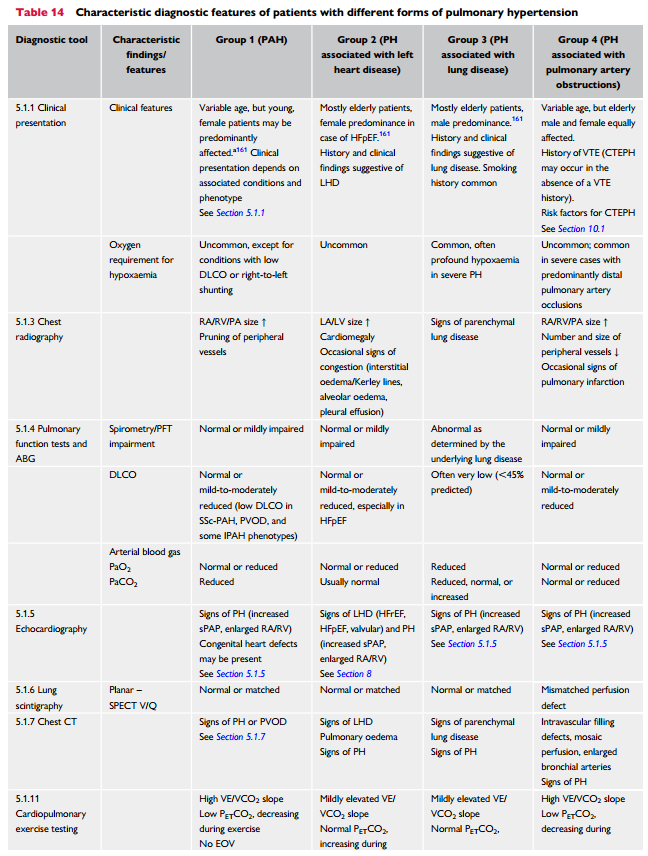 Table 14 Characteristic diagnostic features of patients with different forms of pulmonary hypertension
Diagnostic tool
Characteristic
findings/
features
Group 1 (PAH)
Group 2 (PH
associated with left
heart disease)
Group 3 (PH
associated with
lung disease)
Group 4 (PH
associated with
pulmonary artery
obstructions)
5.1.1 Clinical
presentation
Clinical features
Variable age, but young,
female patients may be
predominantly
affected.a161 Clinical
presentation depends on
associated conditions and
phenotype
See Section 5.1.1
Mostly elderly patients,
female predominance in
case of HFpEF.161
History and clinical
findings suggestive of
LHD
Mostly elderly patients,
male predominance.161
History and clinical
findings suggestive of
lung disease. Smoking
history common
Variable age, but elderly
male and female equally
affected.
History of VTE (CTEPH
may occur in the
absence of a VTE
history).
Risk factors for CTEPH
See Section 10.1
Oxygen
requirement for
hypoxaemia
Uncommon, except for
conditions with low
DLCO or right-to-left
shunting
Uncommon
Common, often
profound hypoxaemia
in severe PH
Uncommon; common
in severe cases with
predominantly distal
pulmonary artery
occlusions
5.1.3 Chest
radiography
RA/RV/PA size ↑
Pruning of peripheral
vessels
LA/LV size ↑
Cardiomegaly
Occasional signs of
congestion (interstitial
oedema/Kerley lines,
alveolar oedema,
pleural effusion)
Signs of parenchymal
lung disease
RA/RV/PA size ↑
Number and size of
peripheral vessels ↓
Occasional signs of
pulmonary infarction
5.1.4 Pulmonary
function tests and
ABG
Spirometry/PFT
impairment
Normal or mildly impaired
Normal or mildly
impaired
Abnormal as
determined by the
underlying lung disease
Normal or mildly
impaired
DLCO
Normal or
mild-to-moderately
reduced (low DLCO in
SSc-PAH, PVOD, and
some IPAH phenotypes)
Normal or
mild-to-moderately
reduced, especially in
HFpEF
Often very low (<45%
predicted)
Normal or
mild-to-moderately
reduced
Arterial blood gas
PaO2
PaCO2
Normal or reduced
Reduced
Normal or reduced
Usually normal
Reduced
Reduced, normal, or
increased
Normal or reduced
Normal or reduced
5.1.5
Echocardiography
Signs of PH (increased
sPAP, enlarged RA/RV)
Congenital heart defects
may be present
See Section 5.1.5
Signs of LHD (HFrEF,
HFpEF, valvular) and PH
(increased sPAP,
enlarged RA/RV)
See Section 8
Signs of PH (increased
sPAP, enlarged RA/RV)
See Section 5.1.5
Signs of PH (increased
sPAP, enlarged RA/RV)
See Section 5.1.5
5.1.6 Lung
scintigraphy
Planar –
SPECT V/Q
Normal or matched
Normal or matched
Normal or matched
Mismatched perfusion
defect
5.1.7 Chest CT
Signs of PH or PVOD
See Section 5.1.7
Signs of LHD
Pulmonary oedema
Signs of PH
Signs of parenchymal
lung disease
Signs of PH
Intravascular filling
defects, mosaic
perfusion, enlarged
bronchial arteries
Signs of PH
5.1.11
Cardiopulmonary
exercise testing
High VE/VCO2 slope
Low PETCO2, decreasing
during exercise
No EOV
Mildly elevated VE/
VCO2 slope
Normal PETCO2,
increasing during
Mildly elevated VE/
VCO2 slope
Normal PETCO2,
High VE/VCO2 slope
Low PETCO2,
decreasing during